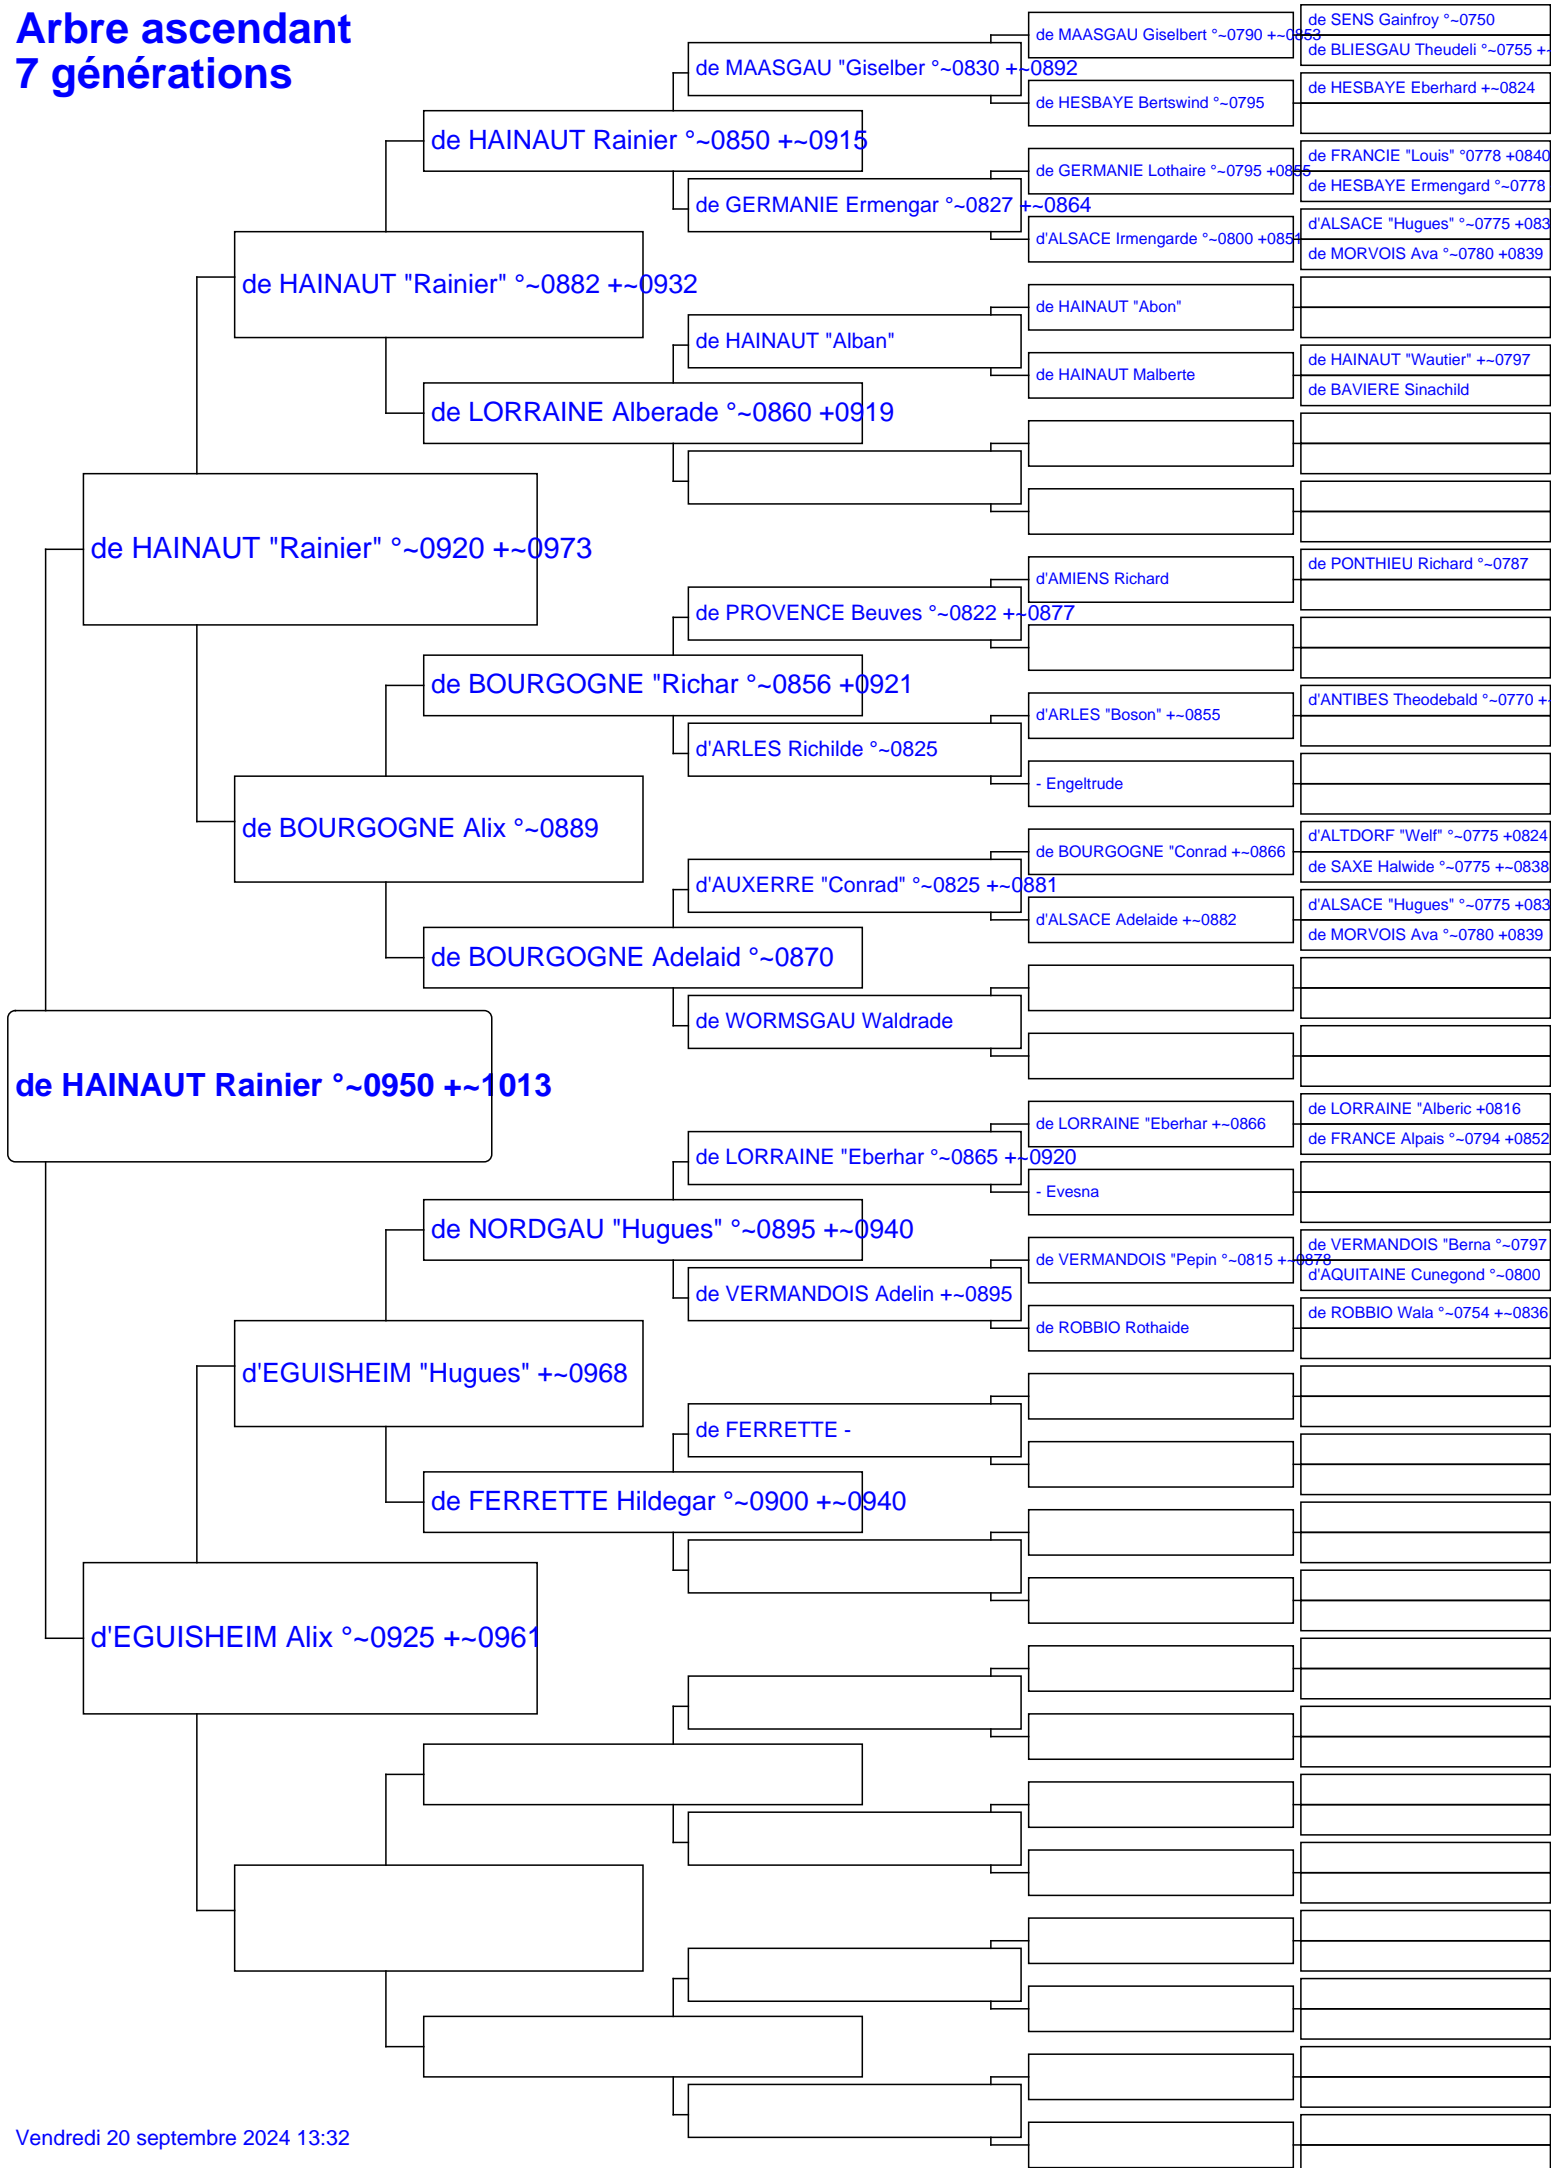 Arbre ascendant
7 générations
de HAINAUT Rainier °~0950 +~1013
de HAINAUT "Rainier" °~0920 +~0973
d'EGUISHEIM Alix °~0925 +~0961
de HAINAUT "Rainier" °~0882 +~0932
de BOURGOGNE Alix °~0889
d'EGUISHEIM "Hugues" +~0968
de HAINAUT Rainier °~0850 +~0915
de LORRAINE Alberade °~0860 +0919
de BOURGOGNE "Richar °~0856 +0921
de BOURGOGNE Adelaid °~0870
de NORDGAU "Hugues" °~0895 +~0940
de FERRETTE Hildegar °~0900 +~0940
de MAASGAU "Giselber °~0830 +~0892
de GERMANIE Ermengar °~0827 +~0864
de HAINAUT "Alban"
de PROVENCE Beuves °~0822 +~0877
d'ARLES Richilde °~0825
d'AUXERRE "Conrad" °~0825 +~0881
de WORMSGAU Waldrade
de LORRAINE "Eberhar °~0865 +~0920
de VERMANDOIS Adelin +~0895
de FERRETTE -
de MAASGAU Giselbert °~0790 +~0853
de HESBAYE Bertswind °~0795
de GERMANIE Lothaire °~0795 +0855
d'ALSACE Irmengarde °~0800 +0851
de HAINAUT "Abon"
de HAINAUT Malberte
d'AMIENS Richard
d'ARLES "Boson" +~0855
- Engeltrude
de BOURGOGNE "Conrad +~0866
d'ALSACE Adelaide +~0882
de LORRAINE "Eberhar +~0866
- Evesna
de VERMANDOIS "Pepin °~0815 +~0878
de ROBBIO Rothaide
de SENS Gainfroy °~0750
de BLIESGAU Theudeli °~0755 +~
de HESBAYE Eberhard +~0824
de FRANCIE "Louis" °0778 +0840
de HESBAYE Ermengard °~0778
d'ALSACE "Hugues" °~0775 +083
de MORVOIS Ava °~0780 +0839
de HAINAUT "Wautier" +~0797
de BAVIERE Sinachild
de PONTHIEU Richard °~0787
d'ANTIBES Theodebald °~0770 +~
d'ALTDORF "Welf" °~0775 +0824
de SAXE Halwide °~0775 +~0838
d'ALSACE "Hugues" °~0775 +083
de MORVOIS Ava °~0780 +0839
de LORRAINE "Alberic +0816
de FRANCE Alpais °~0794 +0852
de VERMANDOIS "Berna °~0797
d'AQUITAINE Cunegond °~0800
de ROBBIO Wala °~0754 +~0836
Vendredi 20 septembre 2024 13:32